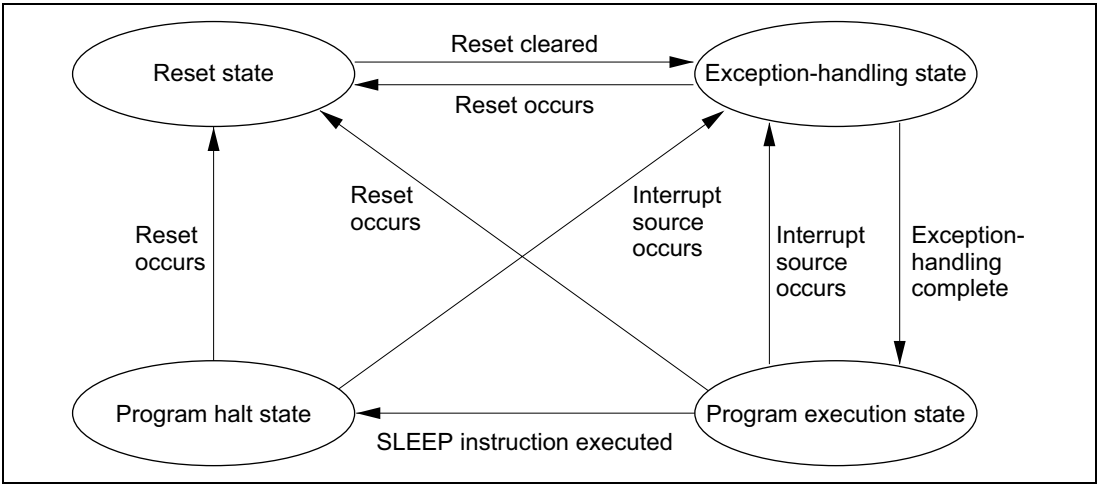 Reset cleared
Reset state
Exception-handling state
Reset occurs
Reset
occurs
Interrupt
source
occurs
Reset
occurs
Interrupt
source
occurs
Exception-
handling
complete
Program halt state
Program execution state
SLEEP instruction executed